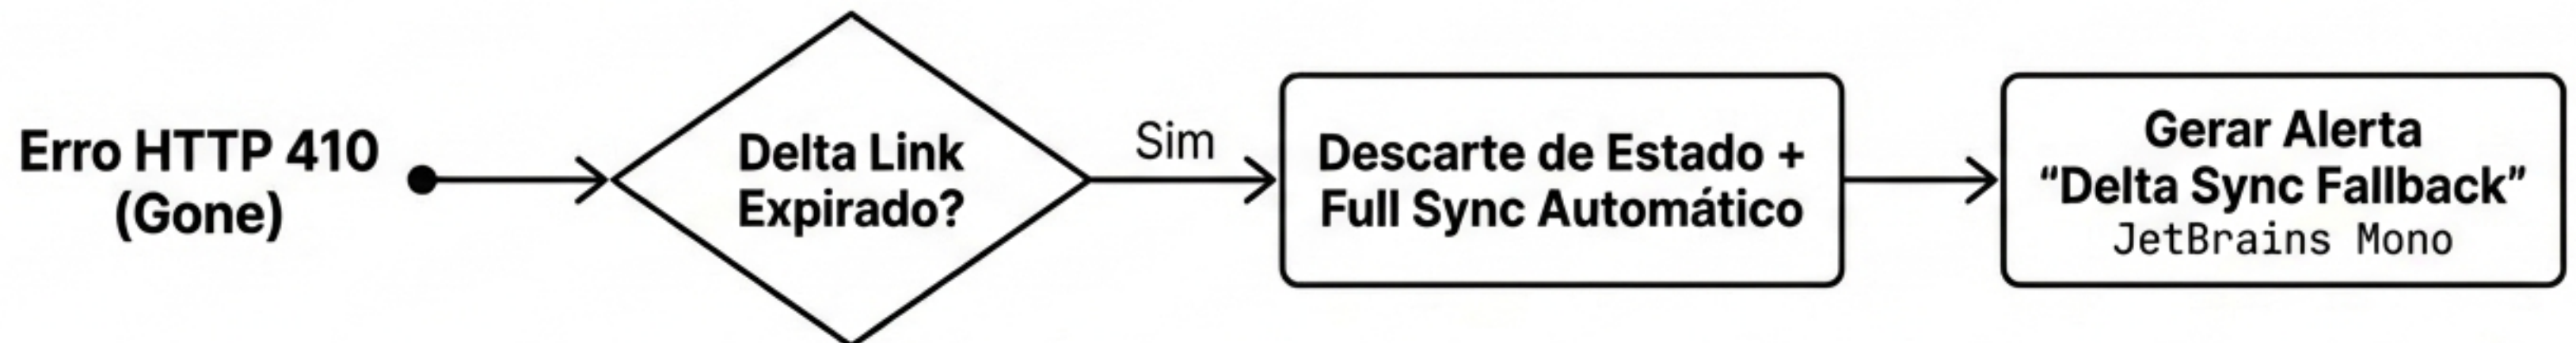 Erro HTTP 410
(Gone)
Delta Link
Expirado?
Sim
Descarte de Estado +
Full Sync Automático
Gerar Alerta
“Delta Sync Fallback”
JetBrains Mono